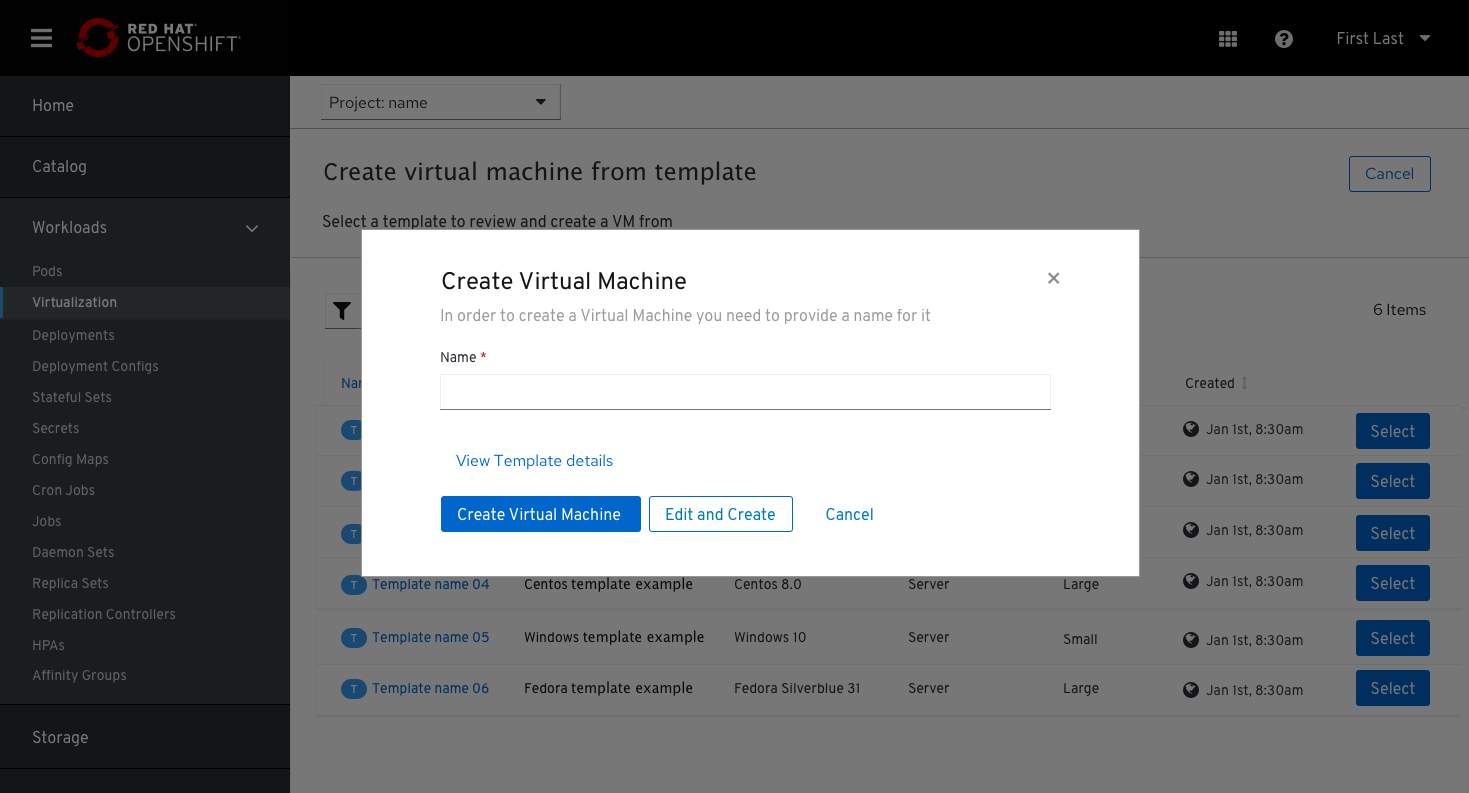 RED HAT
OPENSHIFT
First Last
Home
Catalog
Workloads
Pods
Virtualization
Deployments
Deployment Configs
Stateful Sets
Secrets
Config Maps
Cron Jobs
Jobs
Daemon Sets
Replica Sets
Replication Controllers
HPAs
Affinity Groups
Storage
Project: name
Create virtual machine from template
Cancel
Select a template to review and create a VM from
6 Items
Created
T Jan 1st, 8:30am Select
T Jan 1st, 8:30am Select
T Jan 1st, 8:30am Select
T Template name 04 Centos template example Centos 8.0 Server Large Jan 1st, 8:30am Select
T Template name 05 Windows template example Windows 10 Server Small Jan 1st, 8:30am Select
T Template name 06 Fedora template example Fedora Silverblue 31 Server Large Jan 1st, 8:30am Select
Create Virtual Machine
In order to create a Virtual Machine you need to provide a name for it
Name *
View Template details
Create Virtual Machine Edit and Create Cancel